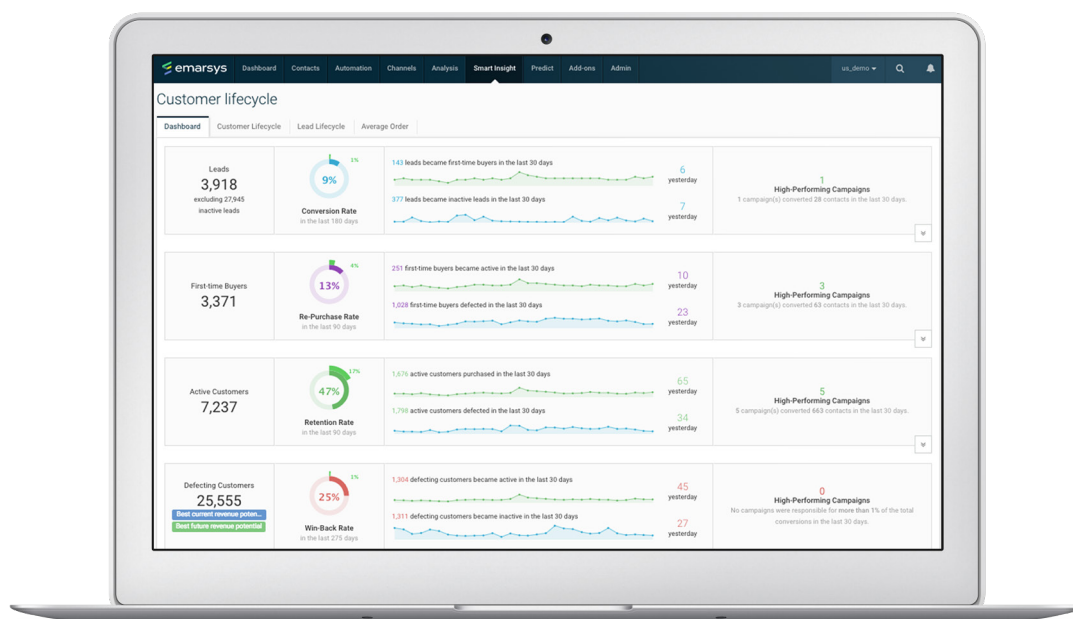 emarsys Dashboard Contacts Automation Channels Analysis Smart Insight Predict Add-ons Admin us_demo
Customer lifecycle
Dashboard Customer Lifecycle Lead Lifecycle Average Order
Leads
3,918
excluding 27,945
inactive leads
9%
1%
Conversion Rate
in the last 180 days
143 leads became first-time buyers in the last 30 days
6
yesterday
377 leads became inactive leads in the last 30 days
7
yesterday
1
High-Performing Campaigns
1 campaign(s) converted 28 contacts in the last 30 days.
First-time Buyers
3,371
13%
4%
Re-Purchase Rate
in the last 90 days
251 first-time buyers became active in the last 30 days
10
yesterday
1,028 first-time buyers defected in the last 30 days
23
yesterday
3
High-Performing Campaigns
3 campaign(s) converted 63 contacts in the last 30 days.
Active Customers
7,237
47%
17%
Retention Rate
in the last 90 days
1,676 active customers purchased in the last 30 days
65
yesterday
1,798 active customers defected in the last 30 days
34
yesterday
5
High-Performing Campaigns
5 campaign(s) converted 663 contacts in the last 30 days.
Defecting Customers
25,555
Best current revenue poten...
Best future revenue potential
25%
1%
Win-Back Rate
in the last 275 days
1,304 defecting customers became active in the last 30 days
45
yesterday
1,311 defecting customers became inactive in the last 30 days
27
yesterday
0
High-Performing Campaigns
No campaigns were responsible for more than 1% of the total
conversions in the last 30 days.